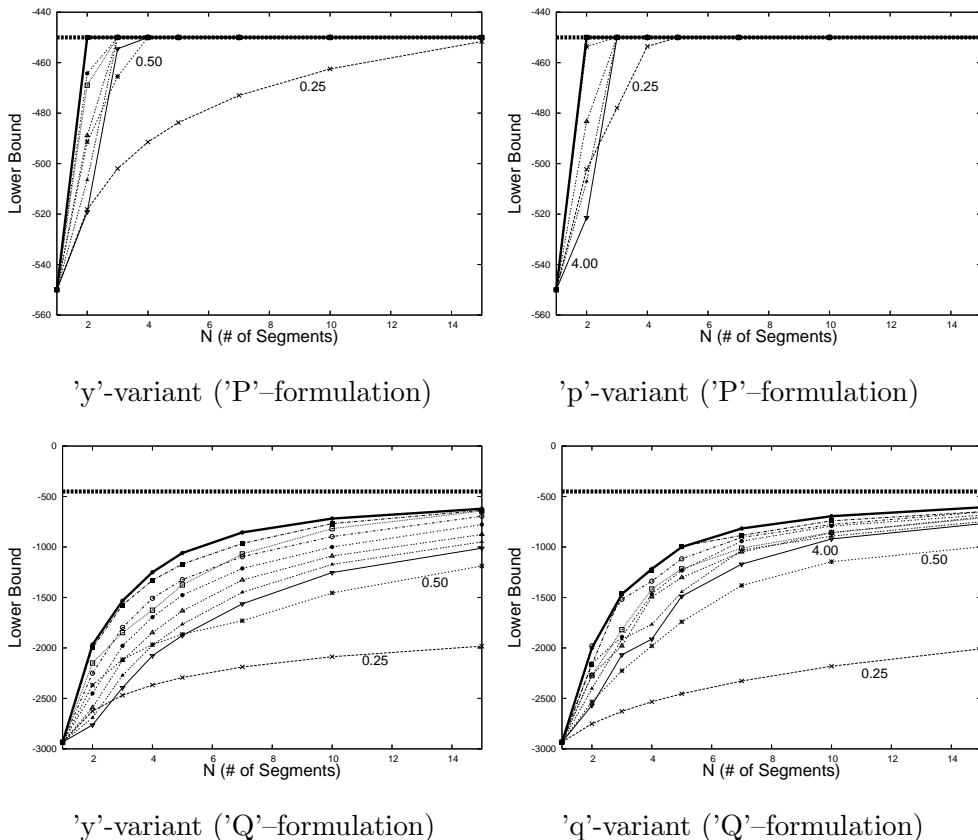 -440
-460
-480
-500
-520
-540
-560
Lower Bound
0.50
0.25
2 4 6 8 10 12 14
N (# of Segments)
'y'-variant ('P'–formulation)
-440
-460
-480
-500
-520
-540
-560
Lower Bound
0.25
4.00
2 4 6 8 10 12 14
N (# of Segments)
'p'-variant ('P'–formulation)
0
-500
-1000
-1500
-2000
-2500
-3000
Lower Bound
0.50
0.25
2 4 6 8 10 12 14
N (# of Segments)
'y'-variant ('Q'–formulation)
0
-500
-1000
-1500
-2000
-2500
-3000
Lower Bound
4.00
0.50
0.25
2 4 6 8 10 12 14
N (# of Segments)
'q'-variant ('Q'–formulation)